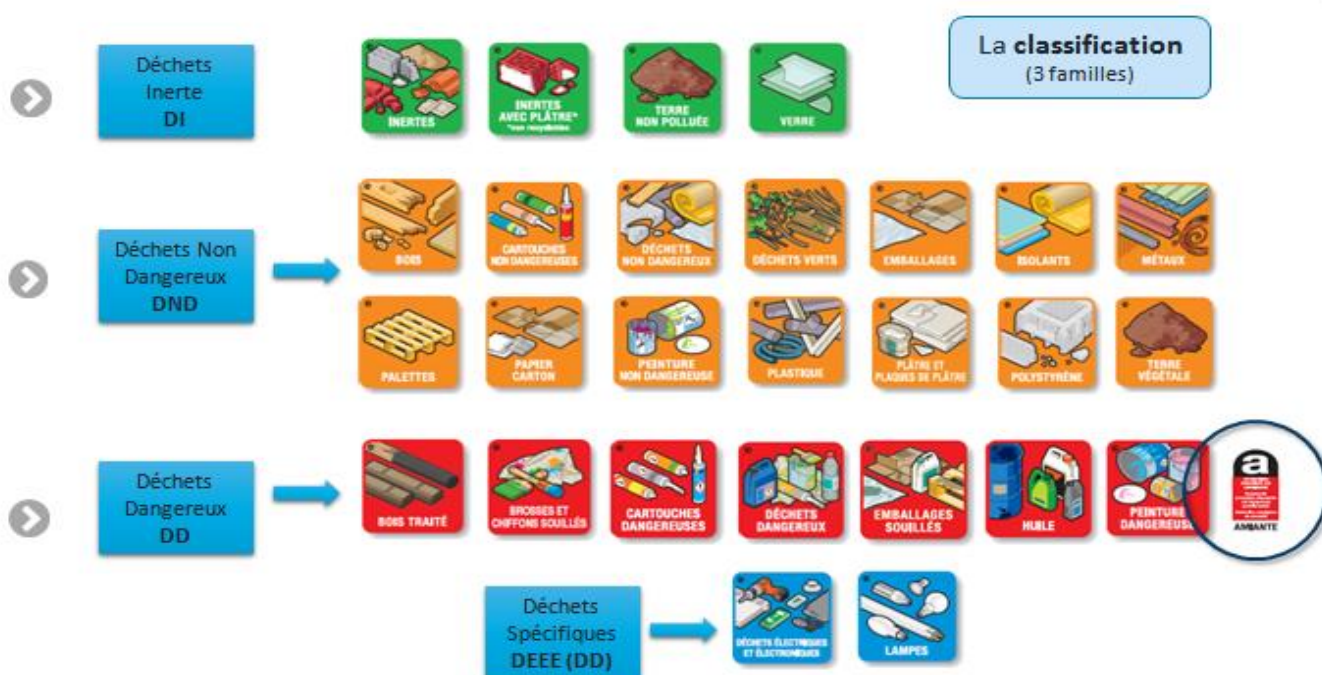 La classification
(3 familles)
Déchets
Inerte
DI
INERTES
INERTES
AVEC PLÂTRE*
*non recyclables
TERRE
NON POLLUÉE
VERRE
Déchets Non
Dangereux
DND
BOIS
CARTOUCHES
NON DANGEREUSES
DÉCHETS
NON DANGEREUX
DÉCHETS VERTS
EMBALLAGES
ISOLANTS
MÉTAUX
PALETTES
PAPIER
CARTON
PEINTURE
NON DANGEREUSE
PLASTIQUE
PLÂTRE ET
PLAQUES DE PLÂTRE
POLYSTYRÈNE
TERRE
VÉGÉTALE
Déchets
Dangereux
DD
BOIS TRAITÉ
BROSSES ET
CHIFFONS SOUILLÉS
CARTOUCHES
DANGEREUSES
DÉCHETS
DANGEREUX
EMBALLAGES
SOUILLÉS
HUILE
PEINTURE
DANGEREUSE
a
AMIANTE
Déchets
Spécifiques
DEEE (DD)
DÉCHETS ÉLECTRIQUES
ET ÉLECTRONIQUES
LAMPES